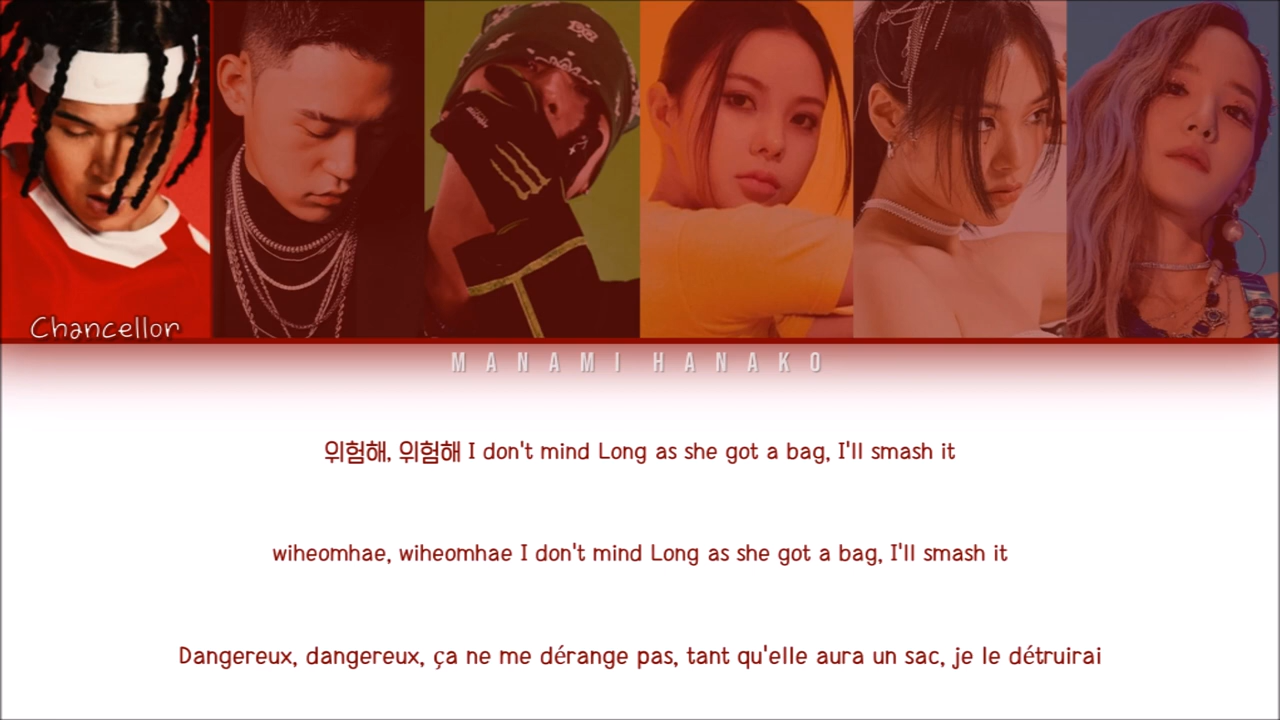 Chancellor
MANAMI HANAKO
위험해, 위험해 I don't mind Long as she got a bag, I'll smash it
wiheomhae, wiheomhae I don't mind Long as she got a bag, I'll smash it
Dangereux, dangereux, ça ne me dérange pas, tant qu'elle aura un sac, je le détruirai